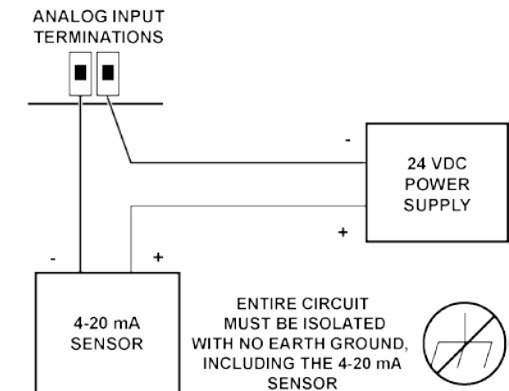 ANALOG INPUT
TERMINATIONS
-
24 VDC
POWER
SUPPLY
+
- +
4-20 mA
SENSOR
ENTIRE CIRCUIT
MUST BE ISOLATED
WITH NO EARTH GROUND,
INCLUDING THE 4-20 mA
SENSOR